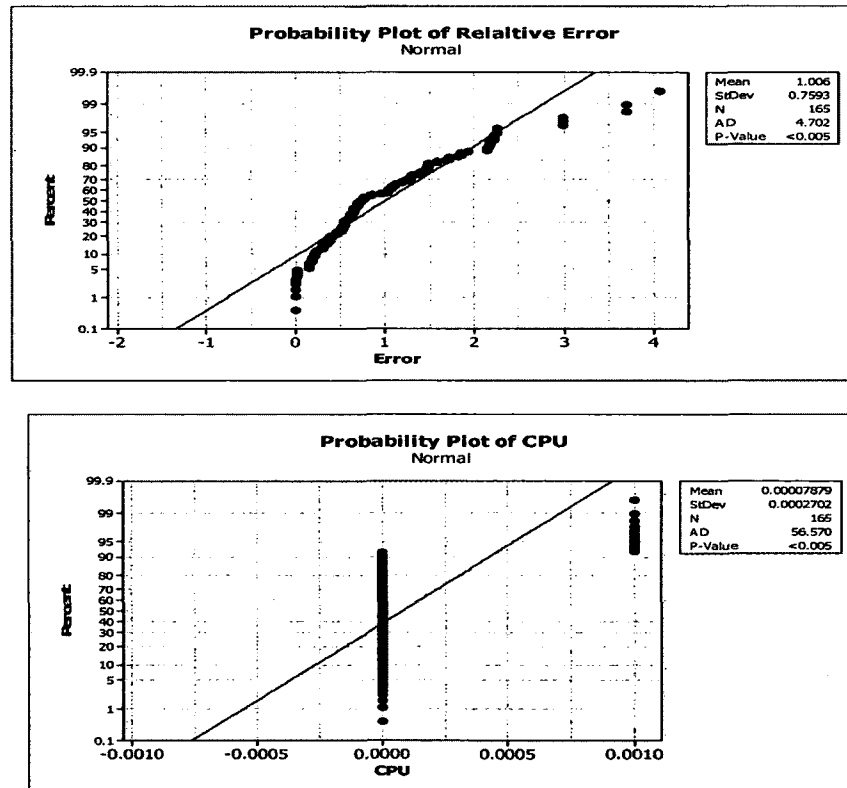 Probability Plot of Relaltive Error
Normal
99.9
99
95
90
80
70
60
50
40
30
20
10
5
1
0.1
Percent
-2
-1
0
1
2
3
4
Error
Mean 1.006
StDev 0.7593
N 165
AD 4.702
P-Value <0.005
Probability Plot of CPU
Normal
99.9
99
95
90
80
70
60
50
40
30
20
10
5
1
0.1
Percent
-0.0010
-0.0005
0.0000
0.0005
0.0010
CPU
Mean 0.00007879
StDev 0.0002702
N 165
AD 56.570
P-Value <0.005